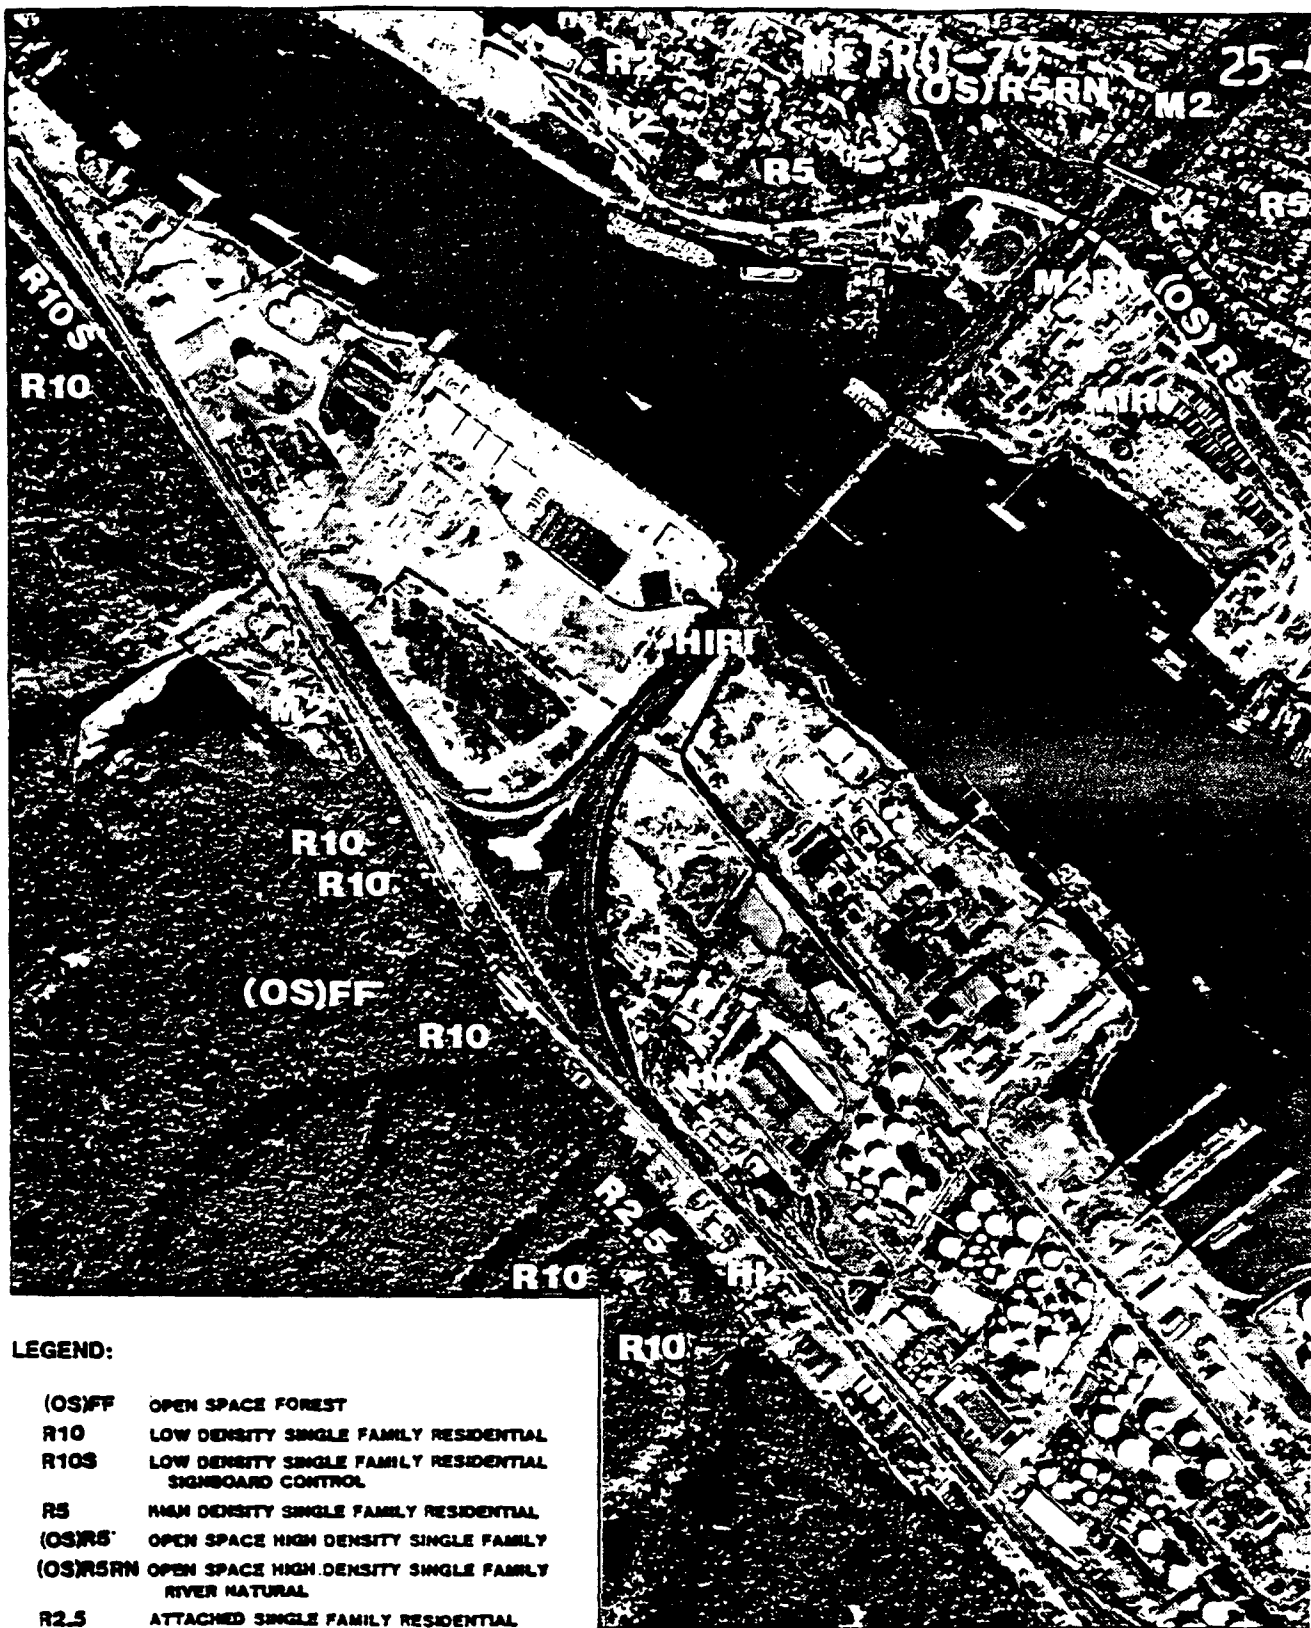 R2
METRO-79
25-
(OS)R5RN
M2
M2
R5
R5
C4
(OS)R5
R10S
R10
HIRI
M2
R10
R10
(OS)FF
R10
R2.5
R10
HI
R10
LEGEND:
(OS)FF OPEN SPACE FOREST
R10 LOW DENSITY SINGLE FAMILY RESIDENTIAL
R10S LOW DENSITY SINGLE FAMILY RESIDENTIAL
SIGNBOARD CONTROL
R5 HIGH DENSITY SINGLE FAMILY RESIDENTIAL
(OS)R5 OPEN SPACE HIGH DENSITY SINGLE FAMILY
(OS)R5RN OPEN SPACE HIGH DENSITY SINGLE FAMILY
RIVER NATURAL
R2.5 ATTACHED SINGLE FAMILY RESIDENTIAL